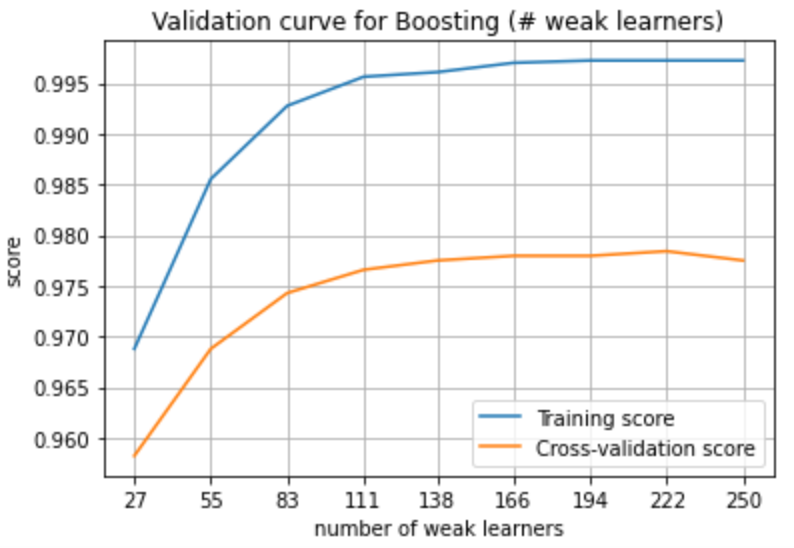 Validation curve for Boosting (# weak learners)
score
0.995
0.990
0.985
0.980
0.975
0.970
0.965
0.960
Training score
Cross-validation score
27 55 83 111 138 166 194 222 250
number of weak learners